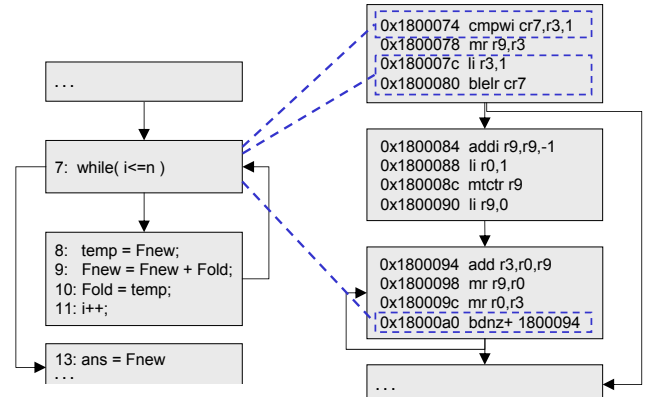 ...
7: while( i<=n )
8: temp = Fnew;
9: Fnew = Fnew + Fold;
10: Fold = temp;
11: i++;
13: ans = Fnew
...
0x1800074 cmpwi cr7,r3,1
0x1800078 mr r9,r3
0x180007c li r3,1
0x1800080 blelr cr7
0x1800084 addi r9,r9,-1
0x1800088 li r0,1
0x180008c mtctr r9
0x1800090 li r9,0
0x1800094 add r3,r0,r9
0x1800098 mr r9,r0
0x180009c mr r0,r3
0x18000a0 bdnz+ 1800094
...